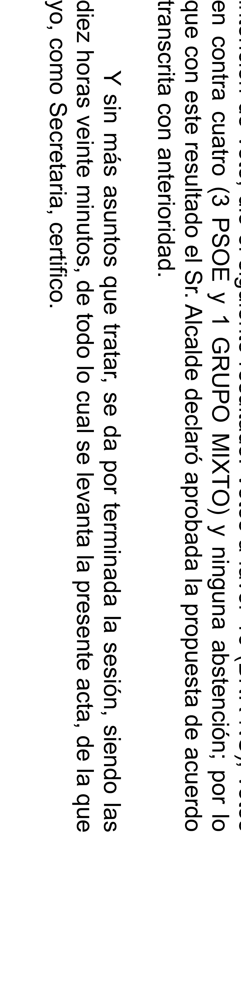 en contra cuatro (3 PSOE y 1 GRUPO MIXTO) y ninguna abstención; por lo
que con este resultado el Sr. Alcalde declaró aprobada la propuesta de acuerdo
transcrita con anterioridad.
Y sin más asuntos que tratar, se da por terminada la sesión, siendo las
diez horas veinte minutos, de todo lo cual se levanta la presente acta, de la que
yo, como Secretaria, certifico.